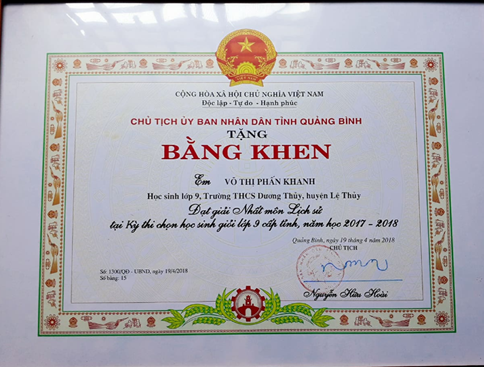 CỘNG HÒA XÃ HỘI CHỦ NGHĨA VIỆT NAM
Độc lập - Tự do - Hạnh phúc
CHỦ TỊCH ỦY BAN NHÂN DÂN TỈNH QUẢNG BÌNH
TẶNG
BẰNG KHEN
Em VÕ THỊ PHẤN KHANH
Học sinh lớp 9, Trường THCS Dương Thủy, huyện Lệ Thủy
Đạt giải Nhất môn Lịch sử
tại Kỳ thi chọn học sinh giỏi lớp 9 cấp tỉnh, năm học 2017 - 2018
Quảng Bình, ngày 19 tháng 4 năm 2018
CHỦ TỊCH
Số: 1300/QĐ - UBND, ngày 19/4/2018
Số bằng: 15
Nguyễn Hữu Hoài